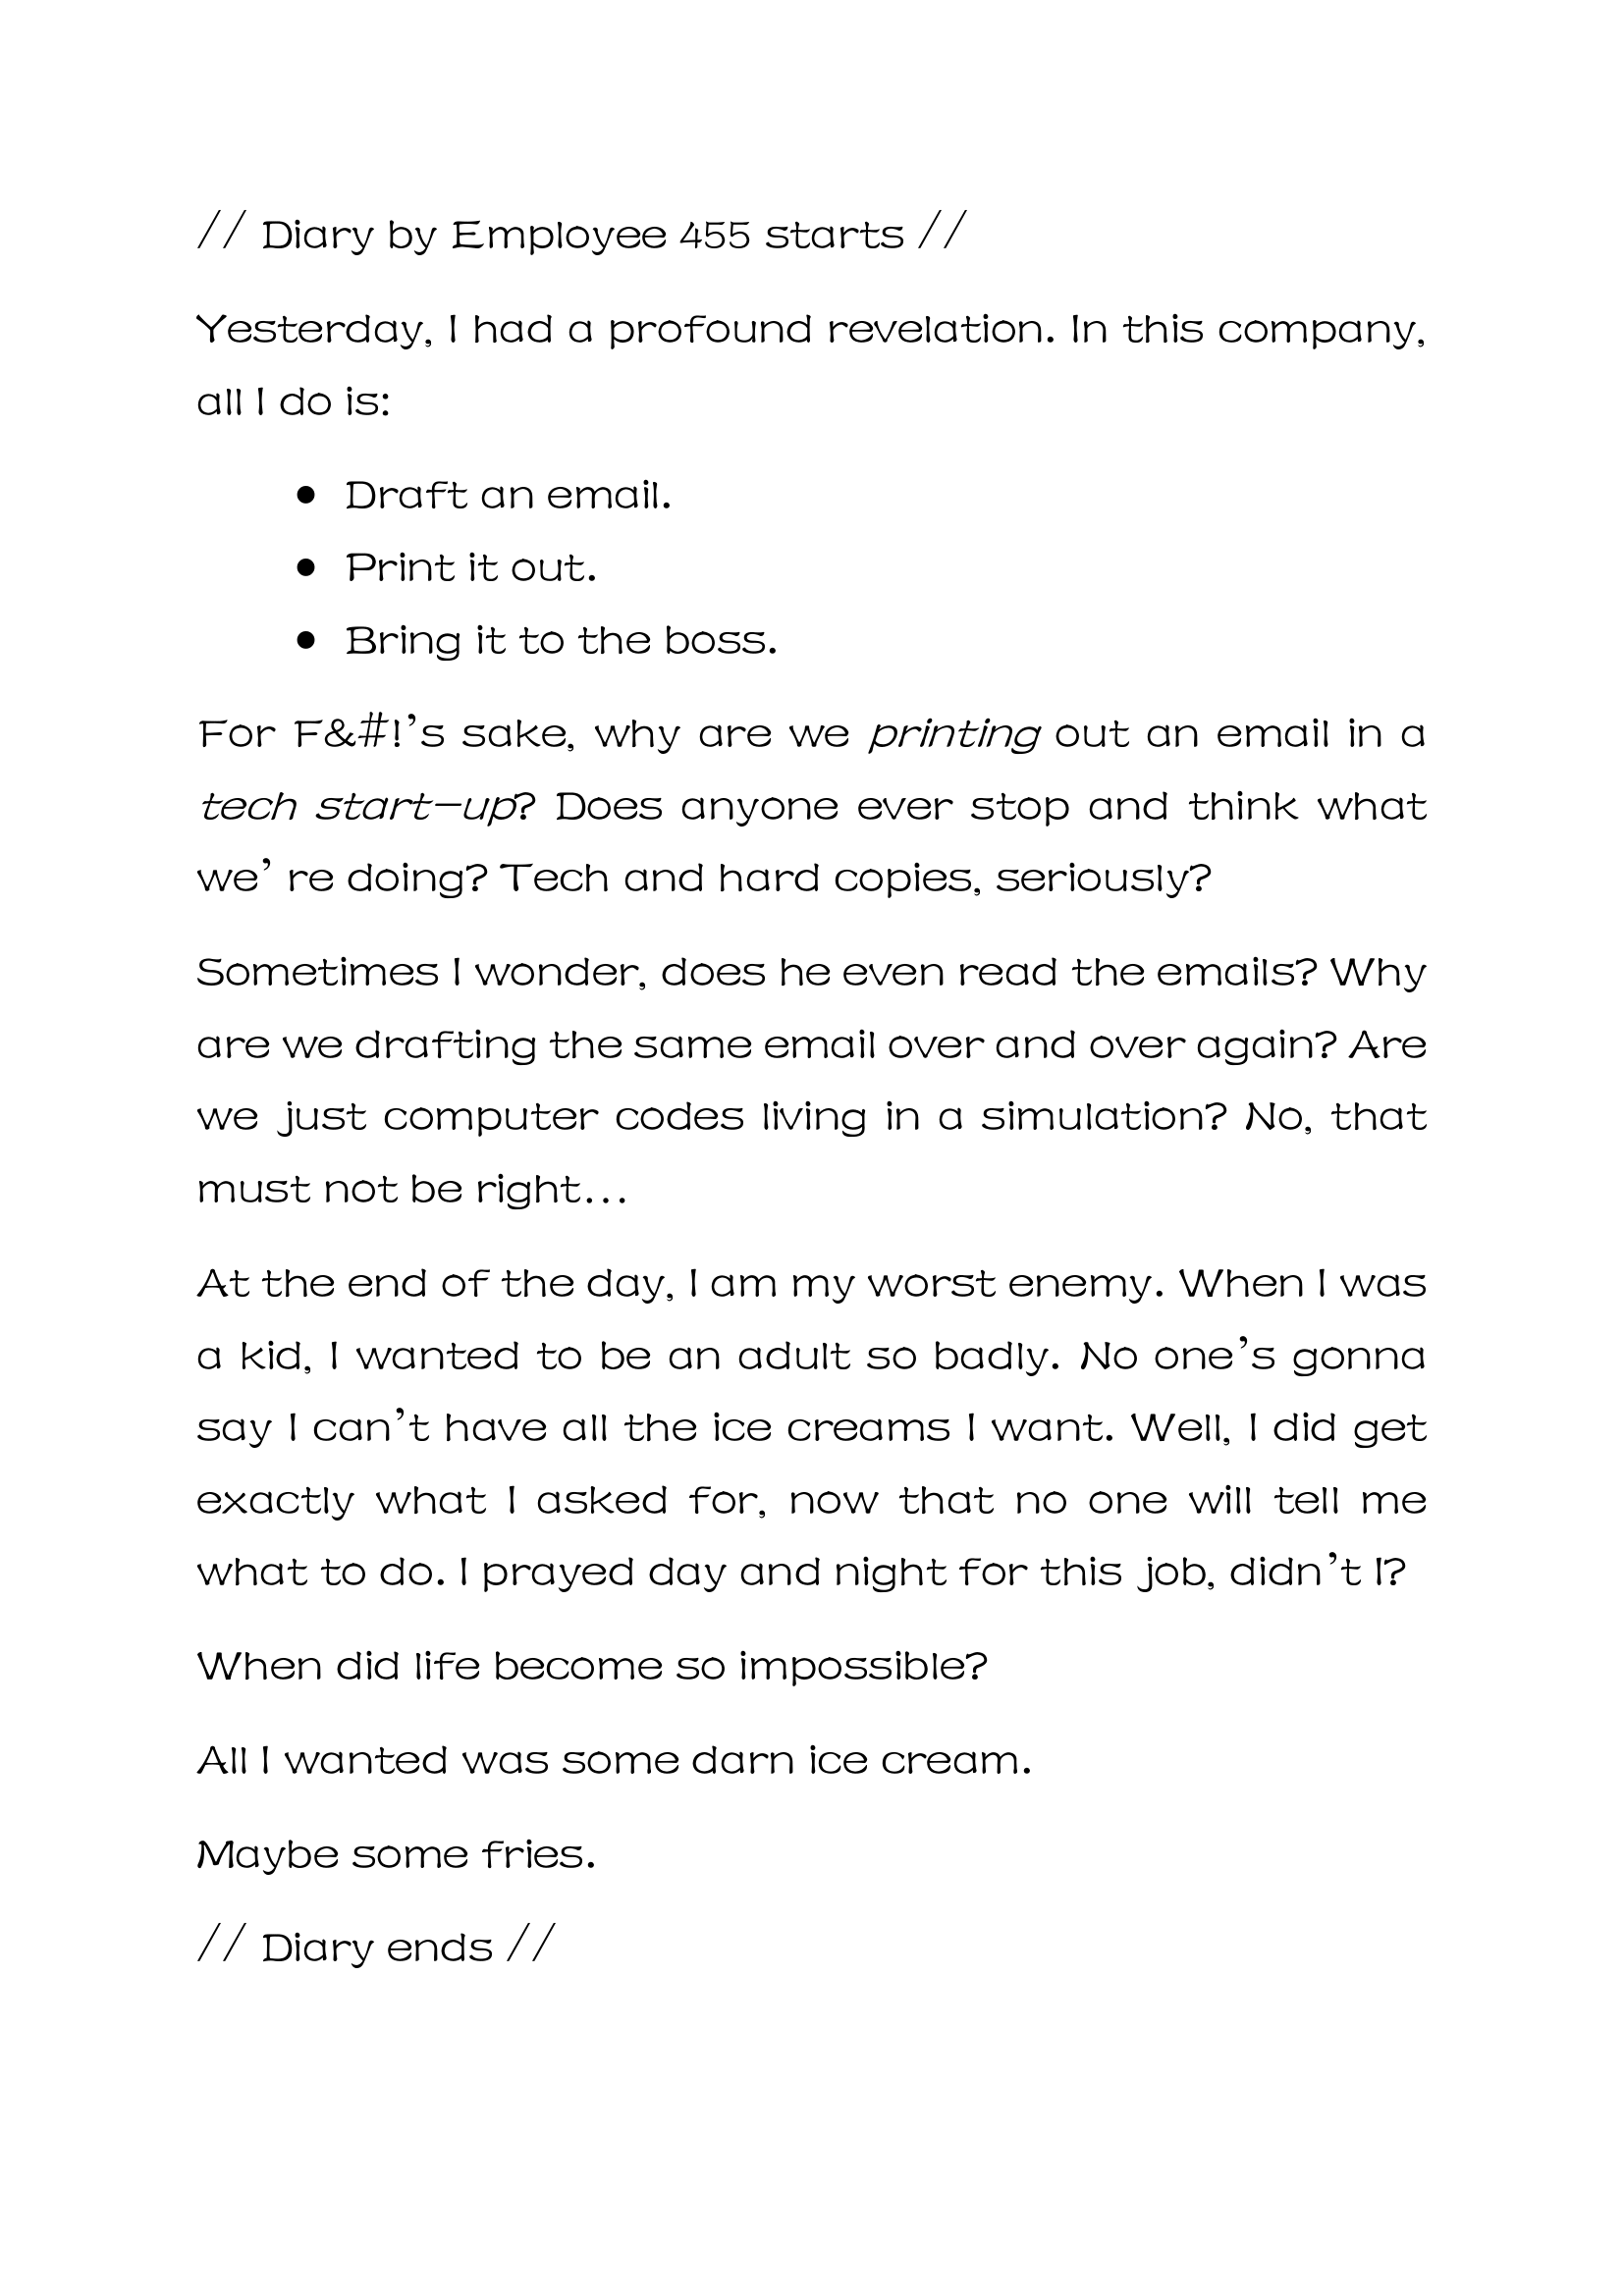 // Diary by Employee 455 starts //
Yesterday, I had a profound revelation. In this company,
all I do is:
● Draft an email.
● Print it out.
● Bring it to the boss.
For F&#!’s sake, why are we printing out an email in a
tech start-up? Does anyone ever stop and think what
we’ re doing? Tech and hard copies, seriously?
Sometimes I wonder, does he even read the emails? Why
are we drafting the same email over and over again? Are
we just computer codes living in a simulation? No, that
must not be right…
At the end of the day, I am my worst enemy. When I was
a kid, I wanted to be an adult so badly. No one’s gonna
say I can’t have all the ice creams I want. Well, I did get
exactly what I asked for, now that no one will tell me
what to do. I prayed day and night for this job, didn’t I?
When did life become so impossible?
All I wanted was some darn ice cream.
Maybe some fries.
// Diary ends //